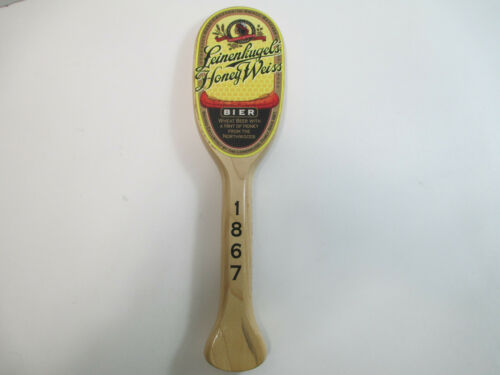 Leinenkugel's
Honey Weiss
BIER
WHEAT BEER WITH
A HINT OF HONEY
FROM THE
NORTHWOODS
1
8
6
7